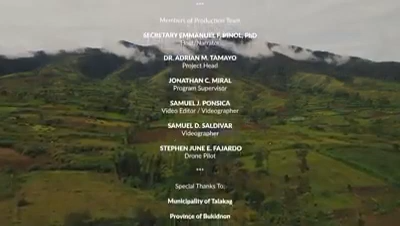 Members of Production Team
SECRETARY EMMANUEL F. PIÑOL, PhD
Host/Narrator
DR. ADRIAN M. TAMAYO
Project Head
JONATHAN C. MIRAL
Program Supervisor
SAMUEL J. PONSICA
Video Editor / Videographer
SAMUEL D. SALDIVAR
Videographer
STEPHEN JUNE E. FAJARDO
Drone Pilot
***
Special Thanks To:
Municipality of Talakag
Province of Bukidnon